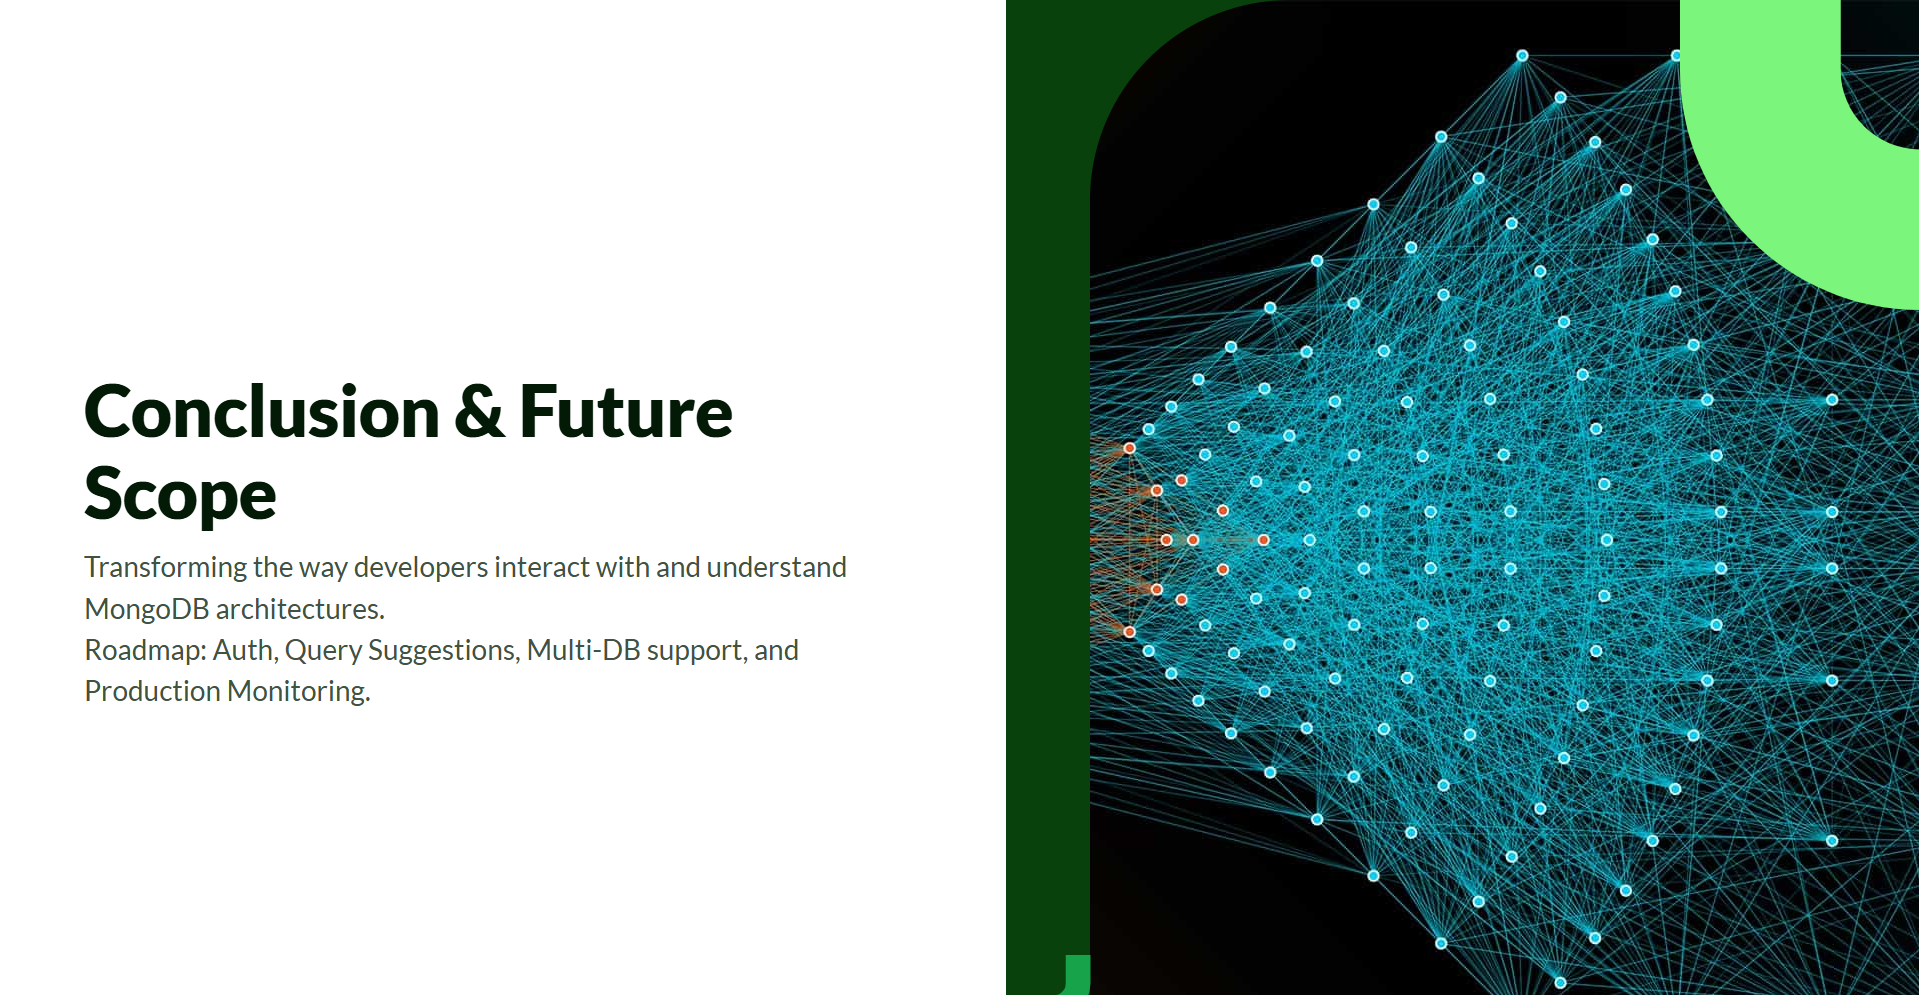 Conclusion & Future
Scope
Transforming the way developers interact with and understand
MongoDB architectures.
Roadmap: Auth, Query Suggestions, Multi-DB support, and
Production Monitoring.